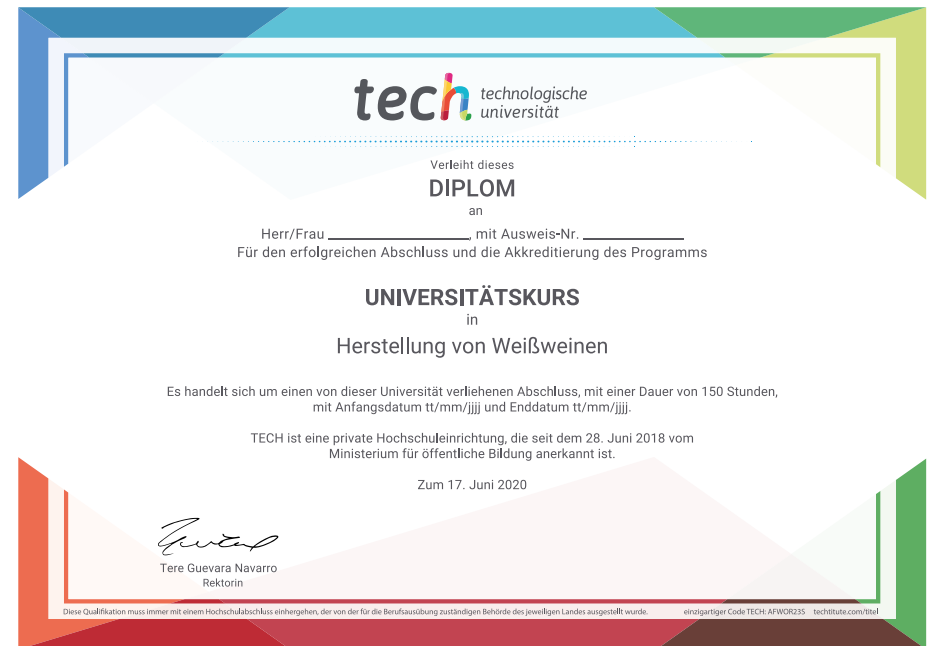 tech technologische
universität
Verleiht dieses
DIPLOM
an
Herr/Frau ____________, mit Ausweis-Nr. ____________
Für den erfolgreichen Abschluss und die Akkreditierung des Programms
UNIVERSITÄTSKURS
in
Herstellung von Weißweinen
Es handelt sich um einen von dieser Universität verliehenen Abschluss, mit einer Dauer von 150 Stunden,
mit Anfangsdatum tt/mm/jjjj und Enddatum tt/mm/jjjj.
TECH ist eine private Hochschuleinrichtung, die seit dem 28. Juni 2018 vom
Ministerium für öffentliche Bildung anerkannt ist.
Zum 17. Juni 2020
Tere Guevara Navarro
Rektorin
Diese Qualifikation muss immer mit einem Hochschulabschluss einhergehen, der von der für die Berufsausübung zuständigen Behörde des jeweiligen Landes ausgestellt wurde. einzigartiger Code TECH: AFWOR23S techtitute.com/titel